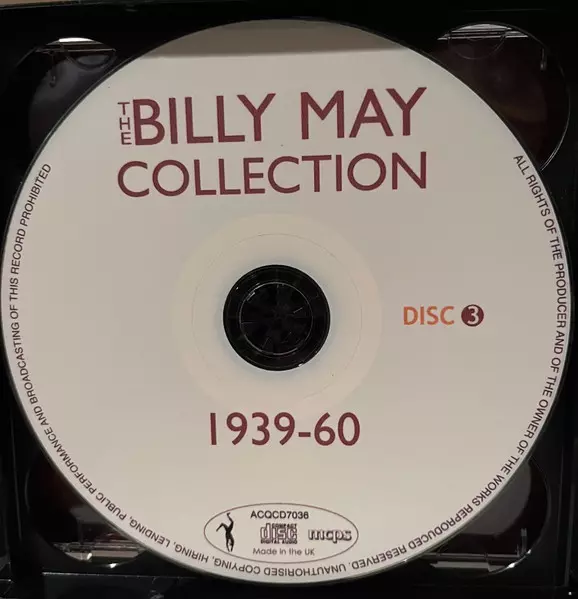 THE BILLY MAY
COLLECTION
DISC 3
1939-60
ACQCD7036
COMPACT
disc
DIGITAL AUDIO
mcps
Made in the UK
ALL RIGHTS OF THE PRODUCER AND OF THE OWNER OF THE WORKS REPRODUCED RESERVED. UNAUTHORISED COPYING, HIRING, LENDING, PUBLIC PERFORMANCE AND BROADCASTING OF THIS RECORD PROHIBITED